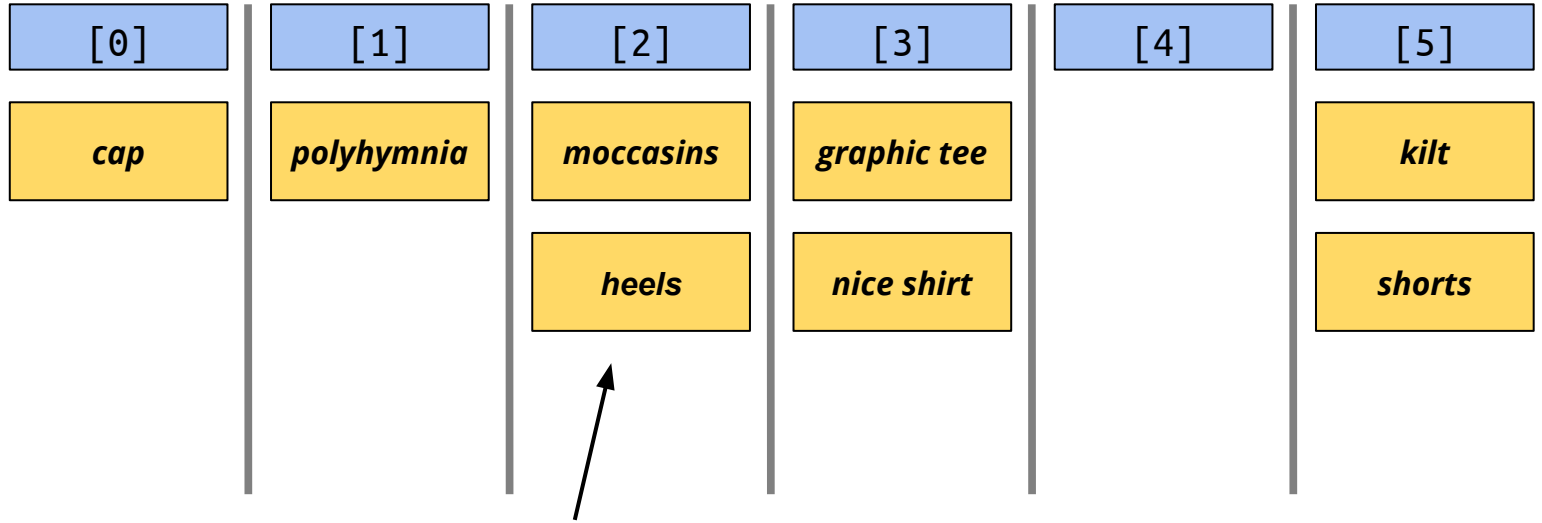 [0] [1] [2] [3] [4] [5]
cap polyhymnia moccasins graphic tee kilt
heels nice shirt shorts